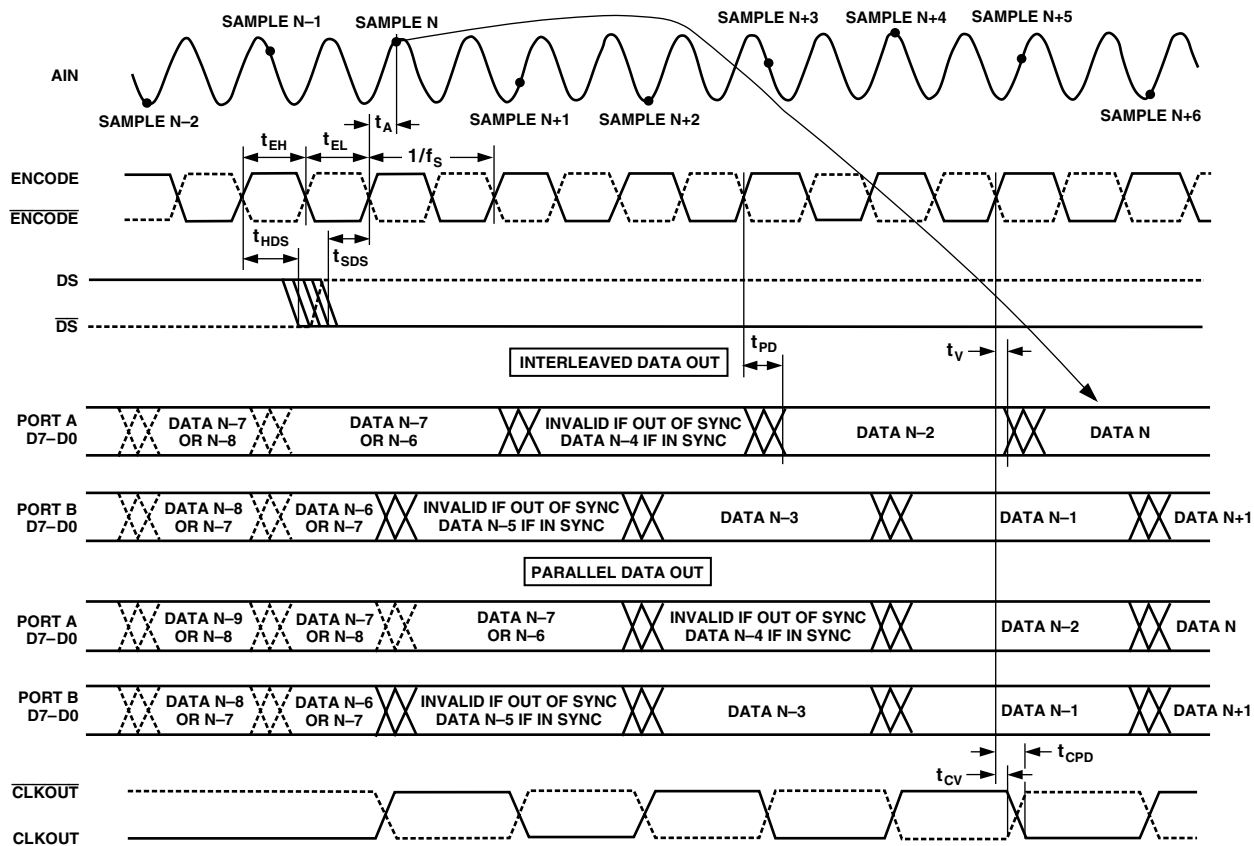 SAMPLE N–1
SAMPLE N
SAMPLE N+3
SAMPLE N+4
SAMPLE N+5
AIN
SAMPLE N–2
tA
SAMPLE N+1
SAMPLE N+2
SAMPLE N+6
tEH
tEL
1/fS
ENCODE
ENCODE
tHDS
tSDS
DS
DS
INTERLEAVED DATA OUT
tPD
tV
PORT A
D7–D0
DATA N–7
OR N–8
DATA N–7
OR N–6
INVALID IF OUT OF SYNC
DATA N–4 IF IN SYNC
DATA N–2
DATA N
PORT B
D7–D0
DATA N–8
OR N–7
DATA N–6
OR N–7
INVALID IF OUT OF SYNC
DATA N–5 IF IN SYNC
DATA N–3
DATA N–1
DATA N+1
PARALLEL DATA OUT
PORT A
D7–D0
DATA N–9
OR N–8
DATA N–7
OR N–8
DATA N–7
OR N–6
INVALID IF OUT OF SYNC
DATA N–4 IF IN SYNC
DATA N–2
DATA N
PORT B
D7–D0
DATA N–8
OR N–7
DATA N–6
OR N–7
INVALID IF OUT OF SYNC
DATA N–5 IF IN SYNC
DATA N–3
DATA N–1
DATA N+1
tCPD
tCV
CLKOUT
CLKOUT